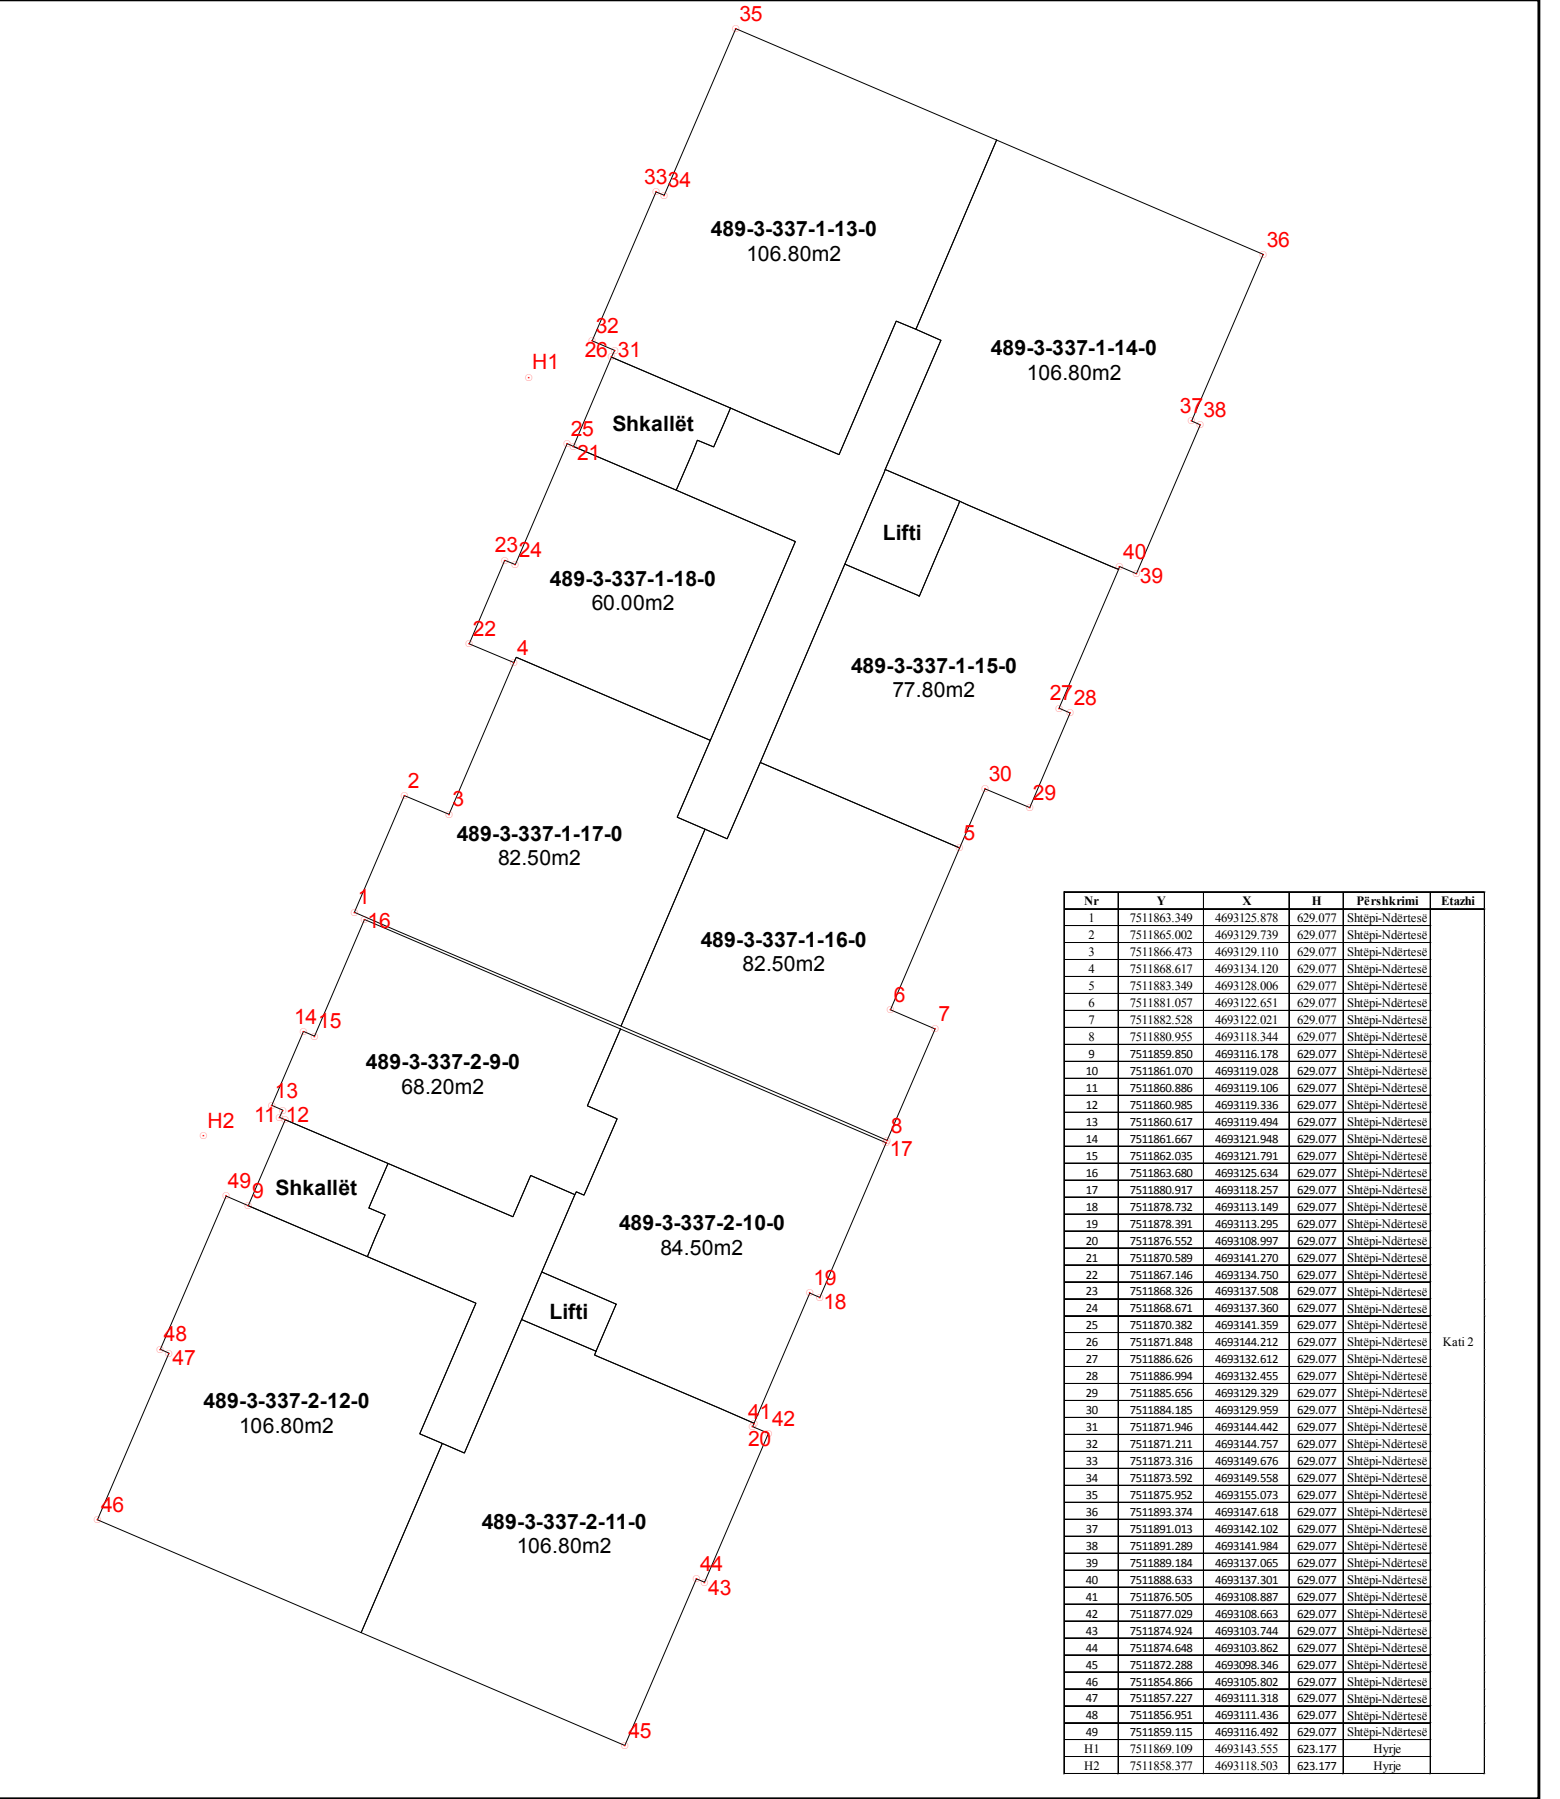 35
33 34
489-3-337-1-13-0
106.80m2
36
32
26 31
H1
489-3-337-1-14-0
106.80m2
37 38
Shkallët
25
21
Lifti
40
39
23 24
489-3-337-1-18-0
60.00m2
22
4
489-3-337-1-15-0
77.80m2
27 28
2
3
30
29
489-3-337-1-17-0
82.50m2
5
1
16
489-3-337-1-16-0
82.50m2
6
7
14 15
489-3-337-2-9-0
68.20m2
13
11 12
H2
8
17
49 9
Shkallët
489-3-337-2-10-0
84.50m2
19
18
Lifti
48
47
489-3-337-2-12-0
106.80m2
41 42
20
46
489-3-337-2-11-0
106.80m2
44
43
45
Nr Y X H Përshkrimi Etazhi
1 7511863.349 4693125.878 629.077 Shtëpi-Ndërtesë
2 7511865.002 4693129.739 629.077 Shtëpi-Ndërtesë
3 7511866.473 4693129.110 629.077 Shtëpi-Ndërtesë
4 7511868.617 4693134.120 629.077 Shtëpi-Ndërtesë
5 7511883.349 4693128.006 629.077 Shtëpi-Ndërtesë
6 7511881.057 4693122.651 629.077 Shtëpi-Ndërtesë
7 7511882.528 4693122.021 629.077 Shtëpi-Ndërtesë
8 7511880.955 4693118.344 629.077 Shtëpi-Ndërtesë
9 7511859.850 4693116.178 629.077 Shtëpi-Ndërtesë
10 7511861.070 4693119.028 629.077 Shtëpi-Ndërtesë
11 7511860.886 4693119.106 629.077 Shtëpi-Ndërtesë
12 7511860.985 4693119.336 629.077 Shtëpi-Ndërtesë
13 7511860.617 4693119.494 629.077 Shtëpi-Ndërtesë
14 7511861.667 4693121.948 629.077 Shtëpi-Ndërtesë
15 7511862.035 4693121.791 629.077 Shtëpi-Ndërtesë
16 7511863.680 4693125.634 629.077 Shtëpi-Ndërtesë
17 7511880.917 4693118.257 629.077 Shtëpi-Ndërtesë
18 7511878.732 4693113.149 629.077 Shtëpi-Ndërtesë
19 7511878.391 4693113.295 629.077 Shtëpi-Ndërtesë
20 7511876.552 4693108.997 629.077 Shtëpi-Ndërtesë
21 7511870.589 4693141.270 629.077 Shtëpi-Ndërtesë
22 7511867.146 4693134.750 629.077 Shtëpi-Ndërtesë
23 7511868.326 4693137.508 629.077 Shtëpi-Ndërtesë
24 7511868.671 4693137.360 629.077 Shtëpi-Ndërtesë
25 7511870.382 4693141.359 629.077 Shtëpi-Ndërtesë
26 7511871.848 4693144.212 629.077 Shtëpi-Ndërtesë Kati 2
27 7511886.626 4693132.612 629.077 Shtëpi-Ndërtesë
28 7511886.994 4693132.455 629.077 Shtëpi-Ndërtesë
29 7511885.656 4693129.329 629.077 Shtëpi-Ndërtesë
30 7511884.185 4693129.959 629.077 Shtëpi-Ndërtesë
31 7511871.946 4693144.442 629.077 Shtëpi-Ndërtesë
32 7511871.211 4693144.757 629.077 Shtëpi-Ndërtesë
33 7511873.316 4693149.676 629.077 Shtëpi-Ndërtesë
34 7511873.592 4693149.558 629.077 Shtëpi-Ndërtesë
35 7511875.952 4693155.073 629.077 Shtëpi-Ndërtesë
36 7511893.374 4693147.618 629.077 Shtëpi-Ndërtesë
37 7511891.013 4693142.102 629.077 Shtëpi-Ndërtesë
38 7511891.289 4693141.984 629.077 Shtëpi-Ndërtesë
39 7511889.184 4693137.065 629.077 Shtëpi-Ndërtesë
40 7511888.633 4693137.301 629.077 Shtëpi-Ndërtesë
41 7511876.505 4693108.887 629.077 Shtëpi-Ndërtesë
42 7511877.029 4693108.663 629.077 Shtëpi-Ndërtesë
43 7511874.924 4693103.744 629.077 Shtëpi-Ndërtesë
44 7511874.648 4693103.862 629.077 Shtëpi-Ndërtesë
45 7511872.288 4693098.346 629.077 Shtëpi-Ndërtesë
46 7511854.866 4693105.802 629.077 Shtëpi-Ndërtesë
47 7511857.227 4693111.318 629.077 Shtëpi-Ndërtesë
48 7511856.951 4693111.436 629.077 Shtëpi-Ndërtesë
49 7511859.115 4693116.492 629.077 Shtëpi-Ndërtesë
H1 7511869.109 4693143.555 623.177 Hyrje
H2 7511858.377 4693118.503 623.177 Hyrje